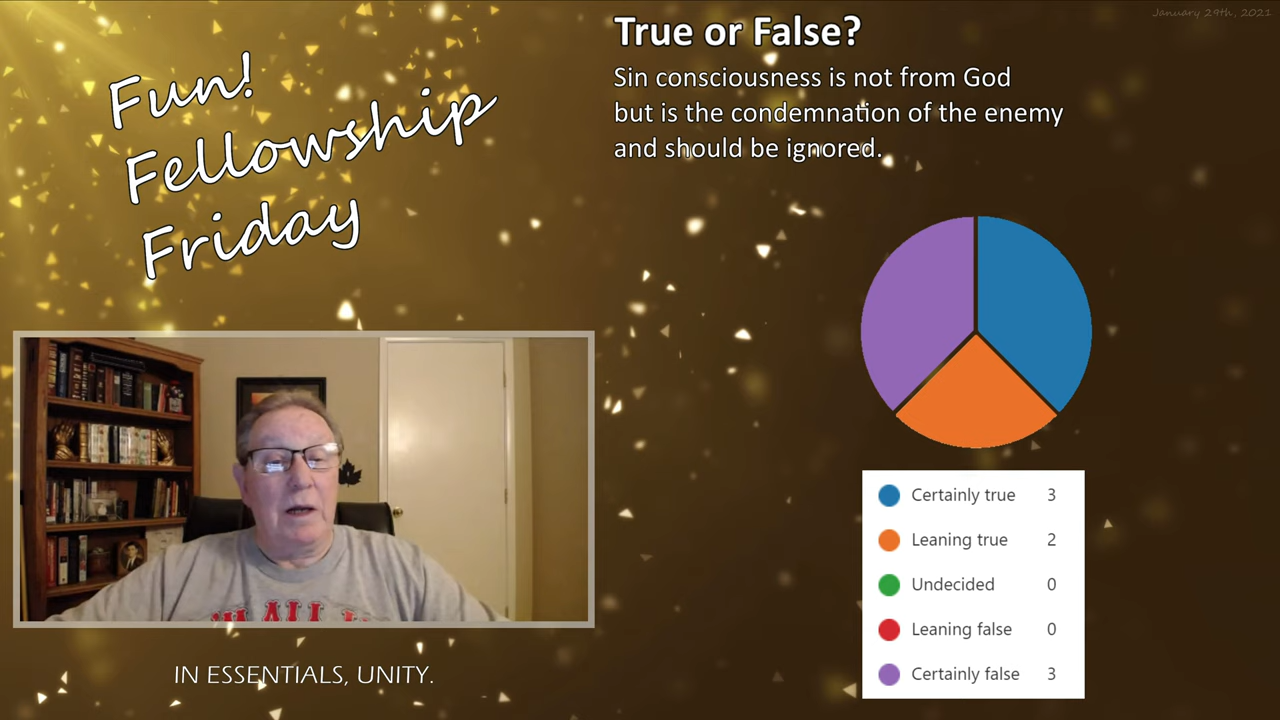 January 29th, 2021
Fun!
Fellowship
Friday
True or False?
Sin consciousness is not from God
but is the condemnation of the enemy
and should be ignored.
Certainly true 3
Leaning true 2
Undecided 0
Leaning false 0
Certainly false 3
IN ESSENTIALS, UNITY.